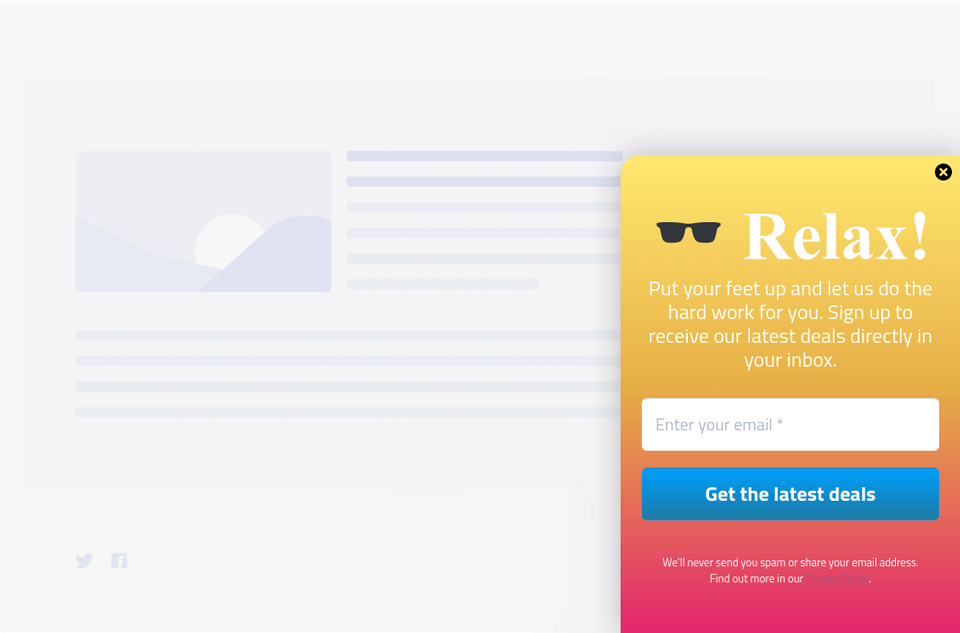 Relax!
Put your feet up and let us do the
hard work for you. Sign up to
receive our latest deals directly in
your inbox.
Enter your email *
Get the latest deals
We'll never send you spam or share your email address.
Find out more in our Privacy Policy.